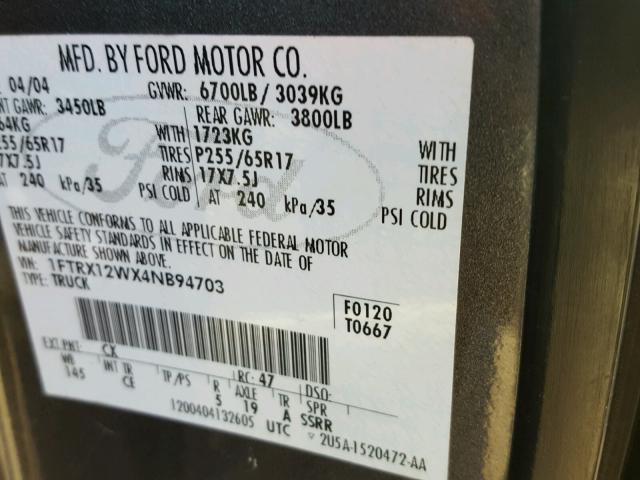 MFD. BY FORD MOTOR CO.
04/04 GVWR: 6700LB / 3039KG
NT GAWR: 3450LB REAR GAWR: 3800LB
64KG 1723KG WITH
255/65R17 WITH P255/65R17 TIRES
17X7.5J TIRES 17X7.5J RIMS
AT 240 kPa/35 RIMS AT 240 kPa/35 PSI COLD
PSI COLD
THIS VEHICLE CONFORMS TO ALL APPLICABLE FEDERAL MOTOR
VEHICLE SAFETY STANDARDS IN EFFECT ON THE DATE OF
MANUFACTURE SHOWN ABOVE.
VIN: 1FTRX12WX4NB94703
TYPE: TRUCK
F0120
T0667
Ford
EXT PNT: CX RC: 47 DSO:
WB INT TR TP/PS R AXLE TR SPR
145 CE 5 19 A SSRR
1200404132605 UTC 2U5A-1520472-AA